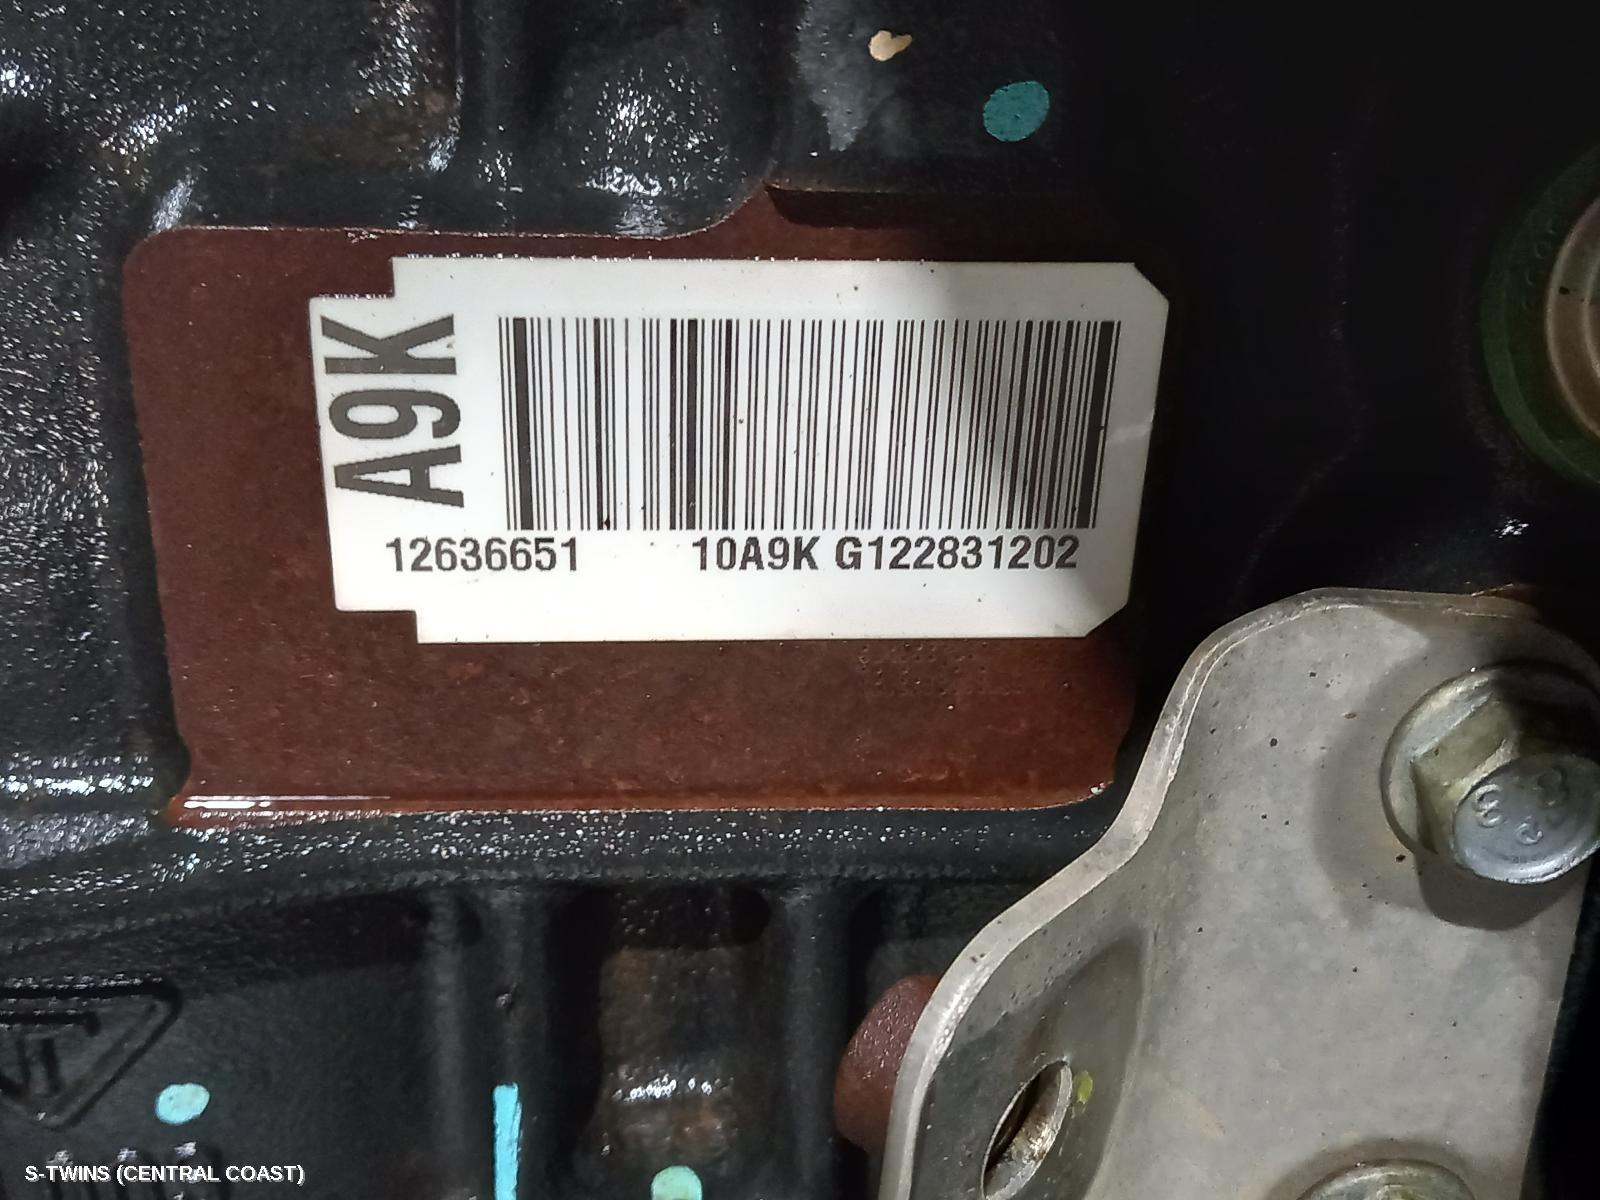 A9K
12636651 10A9K G122831202
S-TWINS (CENTRAL COAST)